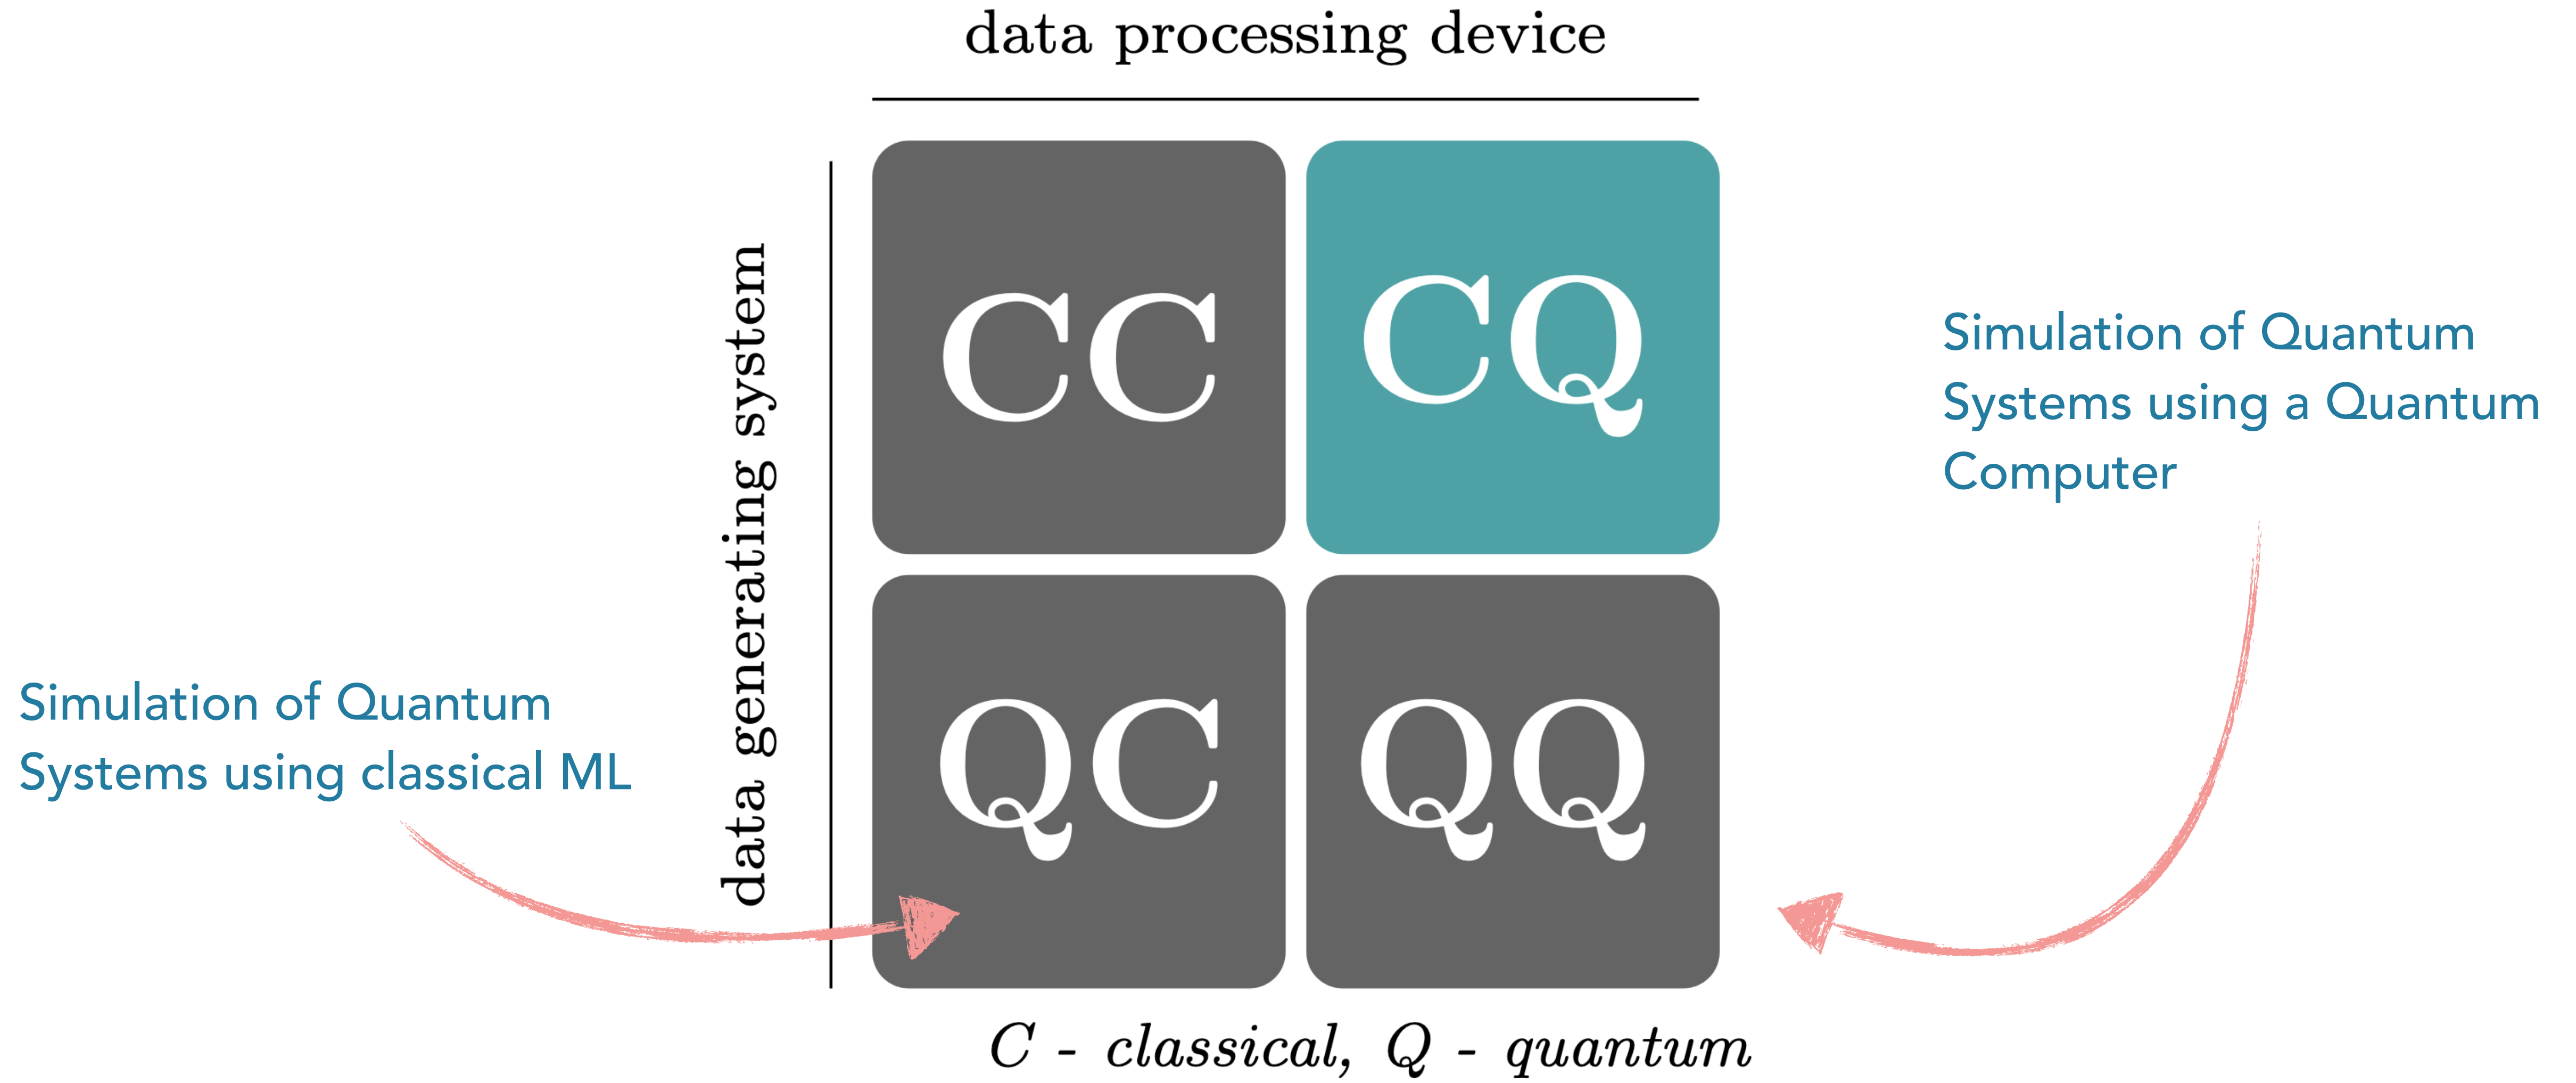 data processing device
data generating system
CC
CQ
QC
QQ
Simulation of Quantum
Systems using a Quantum
Computer
Simulation of Quantum
Systems using classical ML
C - classical, Q - quantum